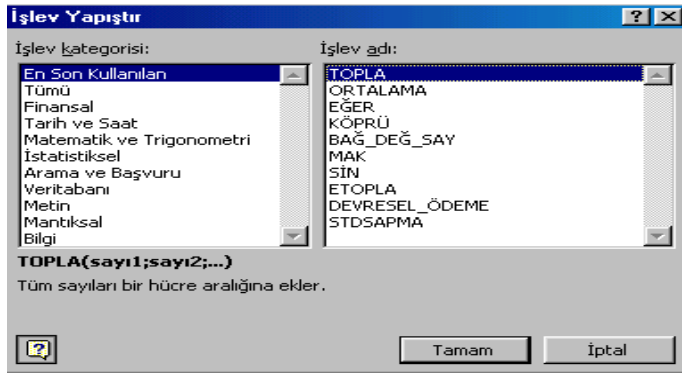 İşlev Yapıştır
İşlev kategorisi:
En Son Kullanılan
Tümü
Finansal
Tarih ve Saat
Matematik ve Trigonometri
İstatistiksel
Arama ve Başvuru
Veritabanı
Metin
Mantıksal
Bilgi
İşlev adı:
TOPLA
ORTALAMA
EĞER
KÖPRÜ
BAĞ_DEĞ_SAY
MAK
SİN
ETOPLA
DEVRESEL_ÖDEME
STDSAPMA
TOPLA(sayı1;sayı2;...)
Tüm sayıları bir hücre aralığına ekler.
Tamam
İptal